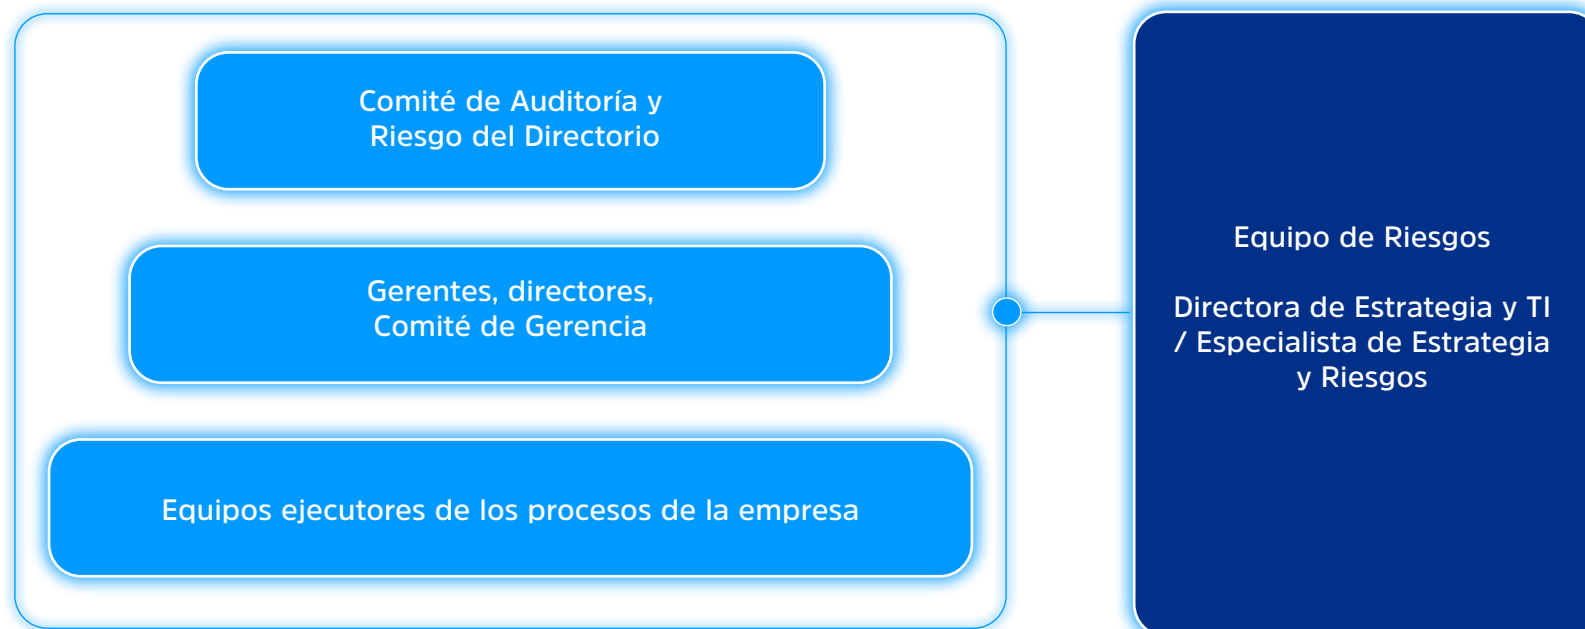 Comité de Auditoría y
Riesgo del Directorio
Gerentes, directores,
Comité de Gerencia
Equipos ejecutores de los procesos de la empresa
Equipo de Riesgos
Directora de Estrategia y TI
/ Especialista de Estrategia
y Riesgos